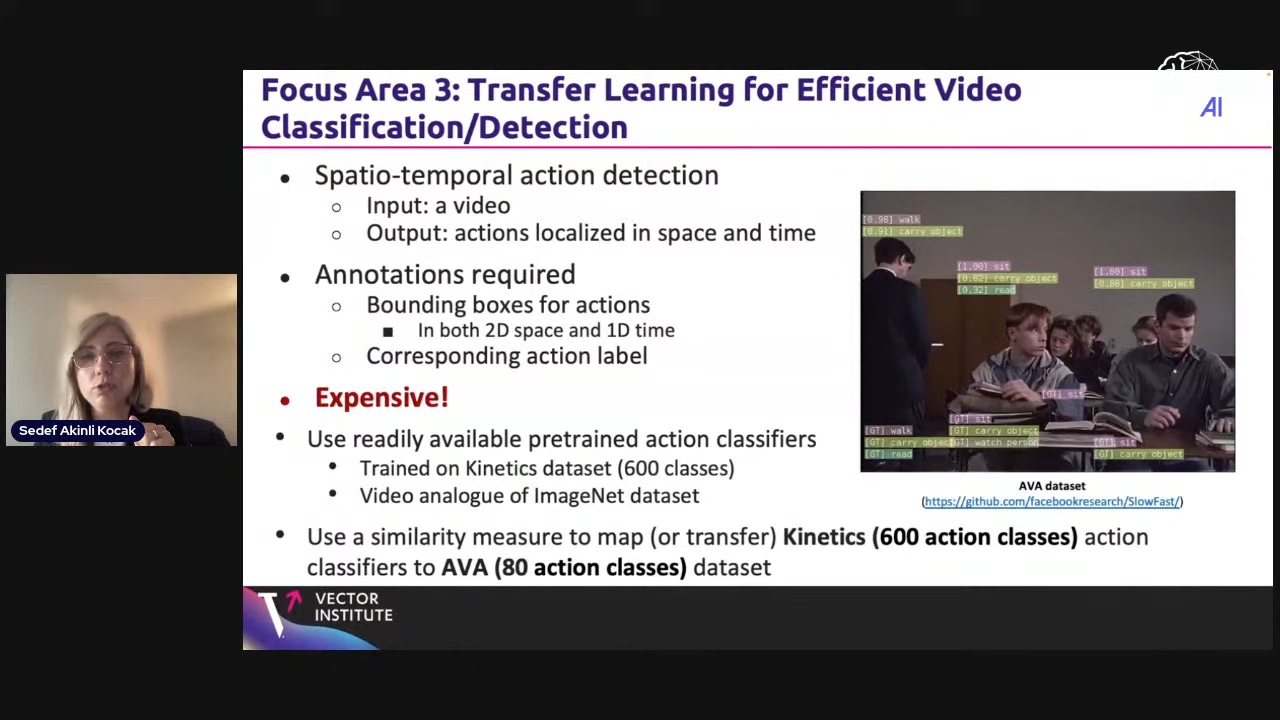 Focus Area 3: Transfer Learning for Efficient Video
Classification/Detection
AI
• Spatio-temporal action detection
○ Input: a video
○ Output: actions localized in space and time
• Annotations required
○ Bounding boxes for actions
■ In both 2D space and 1D time
○ Corresponding action label
• Expensive!
• Use readily available pretrained action classifiers
• Trained on Kinetics dataset (600 classes)
• Video analogue of ImageNet dataset
• Use a similarity measure to map (or transfer) Kinetics (600 action classes) action
classifiers to AVA (80 action classes) dataset
[0.98] walk
[0.91] carry object
[1.00] sit
[0.82] carry object
[0.32] read
[1.00] sit
[0.88] carry object
[GT] sit
[GT] walk
[GT] carry object
[GT] read
[GT] sit
[GT] carry object
[GT] watch person
[GT] sit
[GT] carry object
AVA dataset
(https://github.com/facebookresearch/SlowFast/)
Sedef Akinli Kocak
VECTOR
INSTITUTE